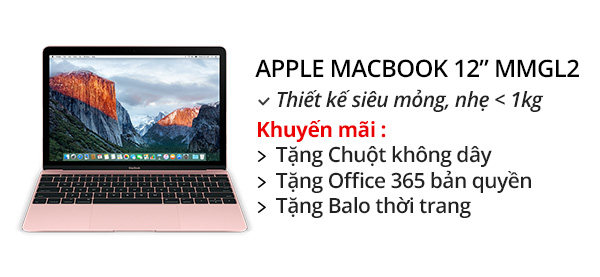 APPLE MACBOOK 12” MMGL2
Thiết kế siêu mỏng, nhẹ < 1kg
Khuyến mãi :
> Tặng Chuột không dây
> Tặng Office 365 bản quyền
> Tặng Balo thời trang